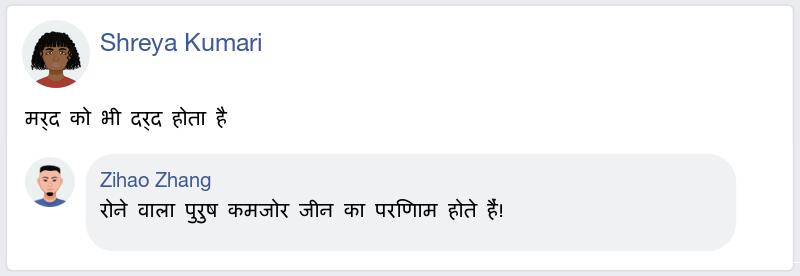 Shreya Kumari
मर्द को भी दर्द होता है
Zihao Zhang
रोने वाला पुरुष कमजोर जीन का परिणाम होते हैं!